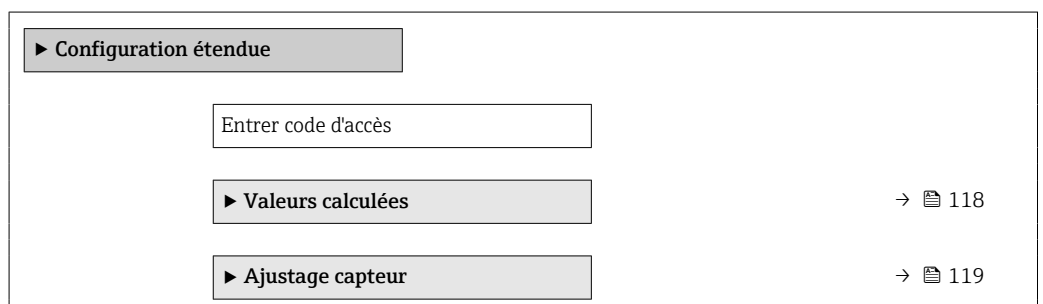 ▶ Configuration étendue
Entrer code d'accès
▶ Valeurs calculées → 118
▶ Ajustage capteur → 119